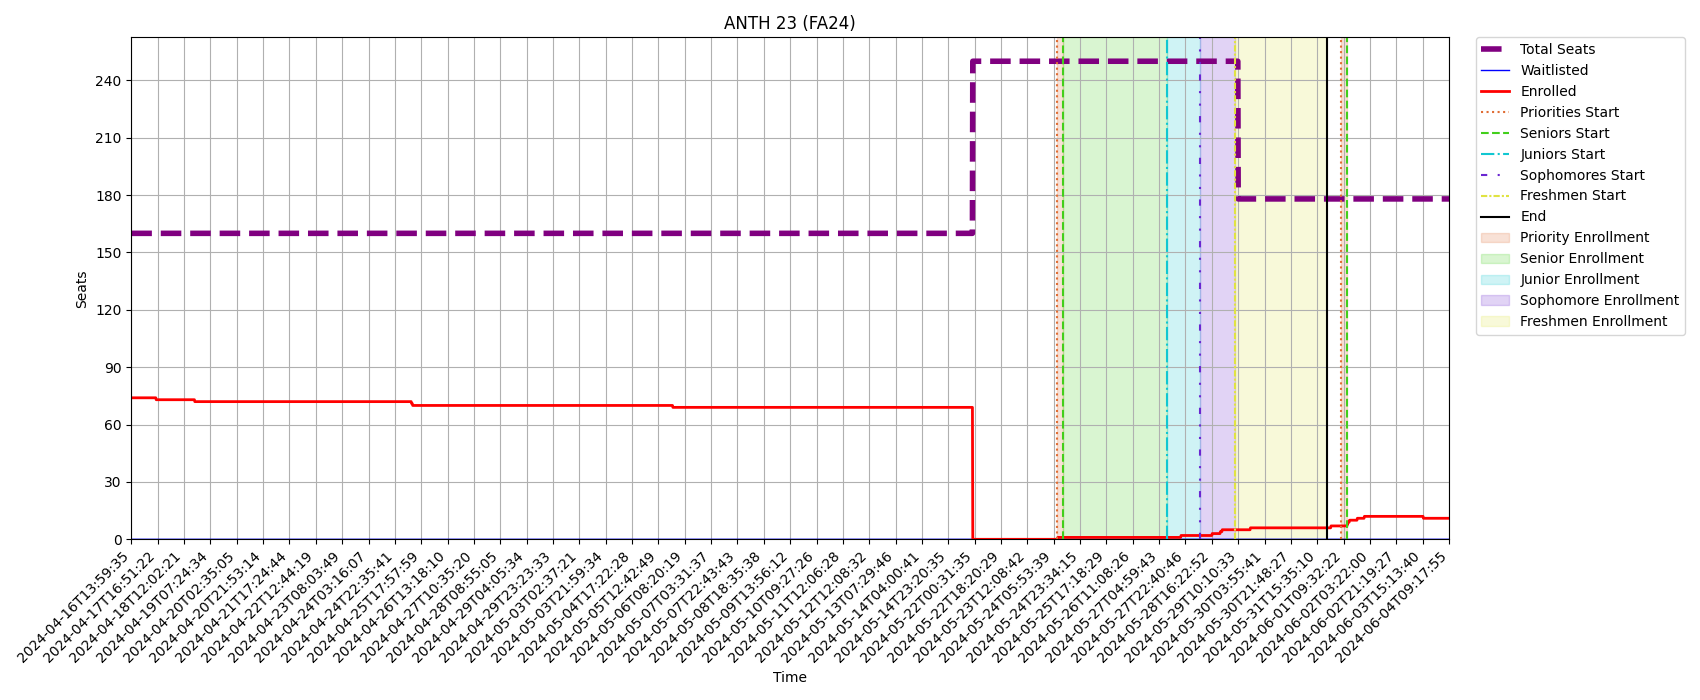 ANTH 23 (FA24)
Total Seats
Waitlisted
Enrolled
Priorities Start
Seniors Start
Juniors Start
Sophomores Start
Freshmen Start
End
Priority Enrollment
Senior Enrollment
Junior Enrollment
Sophomore Enrollment
Freshmen Enrollment
Seats
240
210
180
150
120
90
60
30
0
2024-04-16T13:59:35
2024-04-17T16:51:22
2024-04-18T12:02:21
2024-04-19T07:24:34
2024-04-20T02:35:05
2024-04-20T21:53:14
2024-04-21T17:24:44
2024-04-22T12:44:19
2024-04-23T08:03:49
2024-04-24T03:16:07
2024-04-24T22:35:41
2024-04-25T17:57:59
2024-04-26T13:18:10
2024-04-27T10:35:20
2024-04-28T08:55:05
2024-04-29T04:05:34
2024-04-29T23:23:33
2024-05-03T02:37:21
2024-05-03T21:59:34
2024-05-04T17:22:28
2024-05-05T12:42:49
2024-05-06T08:20:19
2024-05-07T03:31:37
2024-05-07T22:43:43
2024-05-08T18:35:38
2024-05-09T13:56:12
2024-05-10T09:27:26
2024-05-11T12:06:28
2024-05-12T12:08:32
2024-05-13T07:29:46
2024-05-14T04:00:41
2024-05-14T23:20:35
2024-05-22T00:31:35
2024-05-22T18:20:29
2024-05-23T12:08:42
2024-05-24T05:53:39
2024-05-24T23:34:15
2024-05-25T17:18:29
2024-05-26T11:08:26
2024-05-27T04:59:43
2024-05-27T22:40:46
2024-05-28T16:22:52
2024-05-29T10:10:33
2024-05-30T03:55:41
2024-05-30T21:48:27
2024-05-31T15:35:10
2024-06-01T09:32:22
2024-06-02T03:22:00
2024-06-02T21:19:27
2024-06-03T15:13:40
2024-06-04T09:17:55
Time